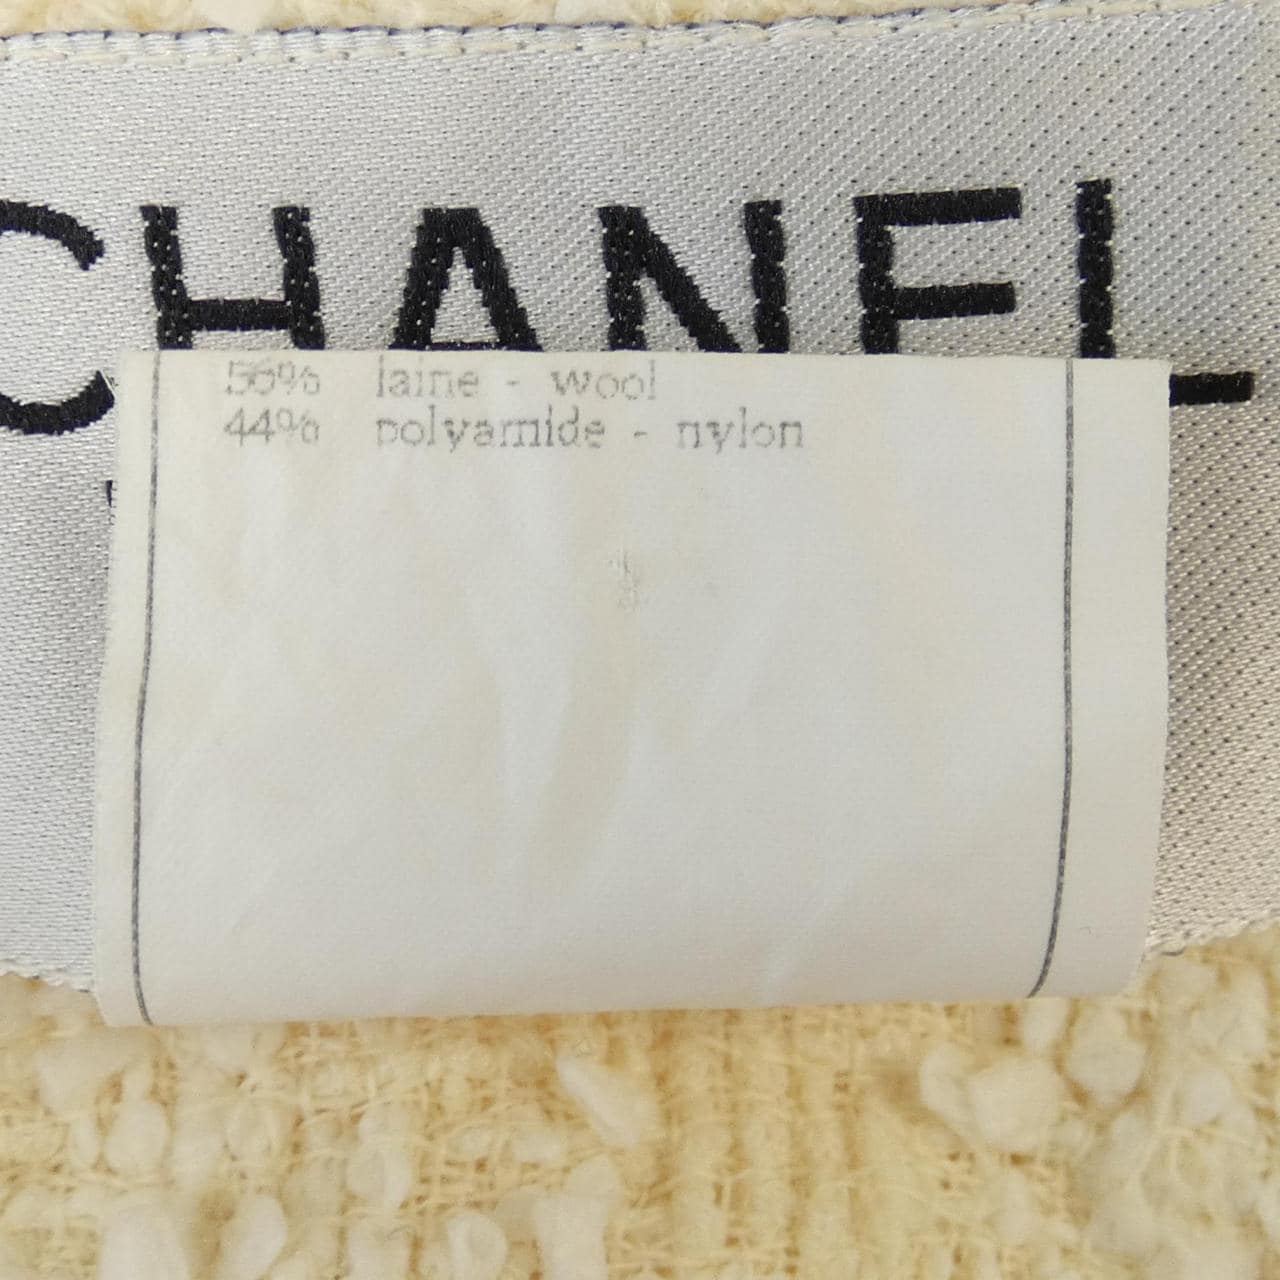 CHANEL
56% laine - wool
44% polyamide - nylon